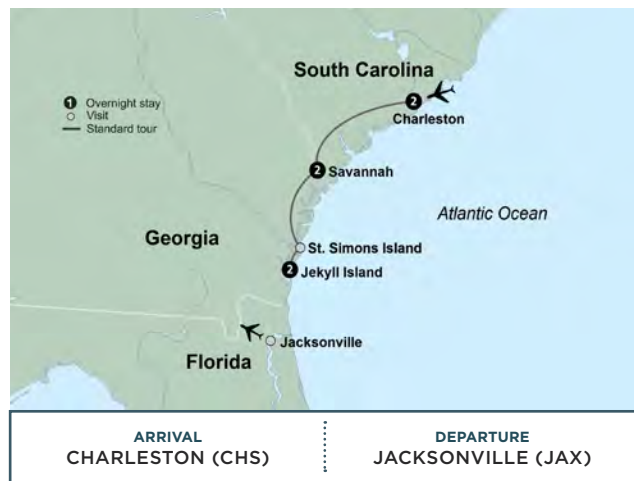 South Carolina
1 Overnight stay
Visit
Standard tour
2
Charleston
2 Savannah
Atlantic Ocean
Georgia
St. Simons Island
2 Jekyll Island
Jacksonville
Florida
ARRIVAL
CHARLESTON (CHS)
DEPARTURE
JACKSONVILLE (JAX)